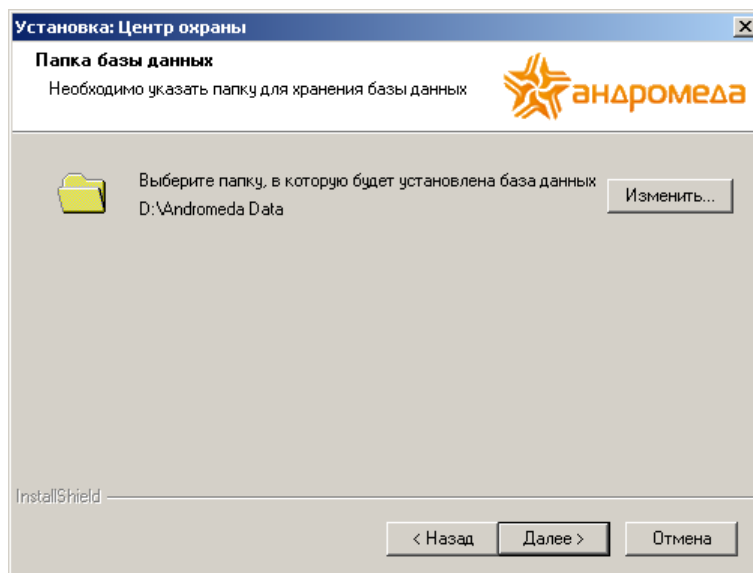 Установка: Центр охраны
Папка базы данных
Необходимо указать папку для хранения базы данных
андромеда
Выберите папку, в которую будет установлена база данных
D:\Andromeda Data
Изменить...
InstallShield
< Назад
Далее >
Отмена